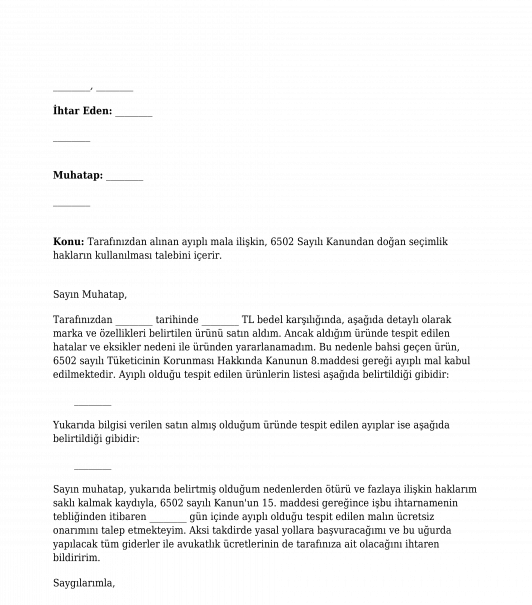 ________, ________
İhtar Eden: ________
________
Muhatap: ________
________
Konu: Tarafınızdan alınan ayıplı mala ilişkin, 6502 Sayılı Kanundan doğan seçimlik
hakların kullanılması talebini içerir.
Sayın Muhatap,
Tarafınızdan ________ tarihinde ________ TL bedel karşılığında, aşağıda detaylı olarak
marka ve özellikleri belirtilen ürünü satın aldım. Ancak aldığım üründe tespit edilen
hatalar ve eksikler nedeni ile üründen yararlanamadım. Bu nedenle bahsi geçen ürün,
6502 sayılı Tüketicinin Korunması Hakkında Kanunun 8.maddesi gereği ayıplı mal kabul
edilmektedir. Ayıplı olduğu tespit edilen ürünlerin listesi aşağıda belirtildiği gibidir:
________
Yukarıda bilgisi verilen satın almış olduğum üründe tespit edilen ayıplar ise aşağıda
belirtildiği gibidir:
________
Sayın muhatap, yukarıda belirtmiş olduğum nedenlerden ötürü ve fazlaya ilişkin haklarım
saklı kalmak kaydıyla, 6502 sayılı Kanun'un 15. maddesi gereğince işbu ihtarnamenin
tebliğinden itibaren ________ gün içinde ayıplı olduğu tespit edilen malın ücretsiz
onarımını talep etmekteyim. Aksi takdirde yasal yollara başvuracağımı ve bu uğurda
yapılacak tüm giderler ile avukatlık ücretlerinin de tarafınıza ait olacağını ihtaren
bildiririm.
Saygılarımla,